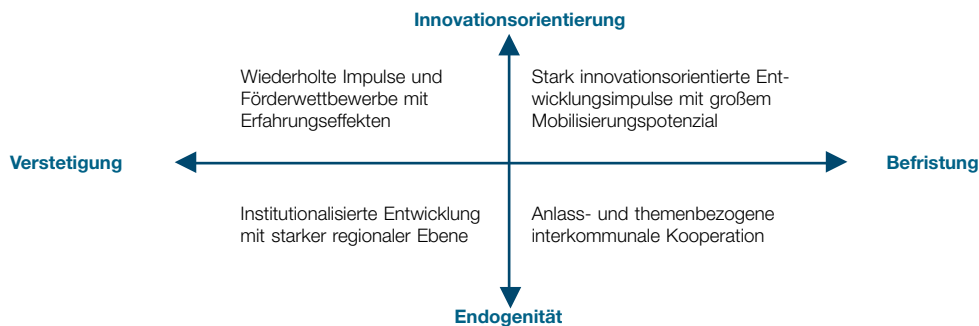 Innovationsorientierung
Wiederholte Impulse und
Förderwettbewerbe mit
Erfahrungseffekten
Stark innovationsorientierte Ent-
wicklungsimpulse mit großem
Mobilisierungspotenzial
Verstetigung
Befristung
Institutionalisierte Entwicklung
mit starker regionaler Ebene
Anlass- und themenbezogene
interkommunale Kooperation
Endogenität